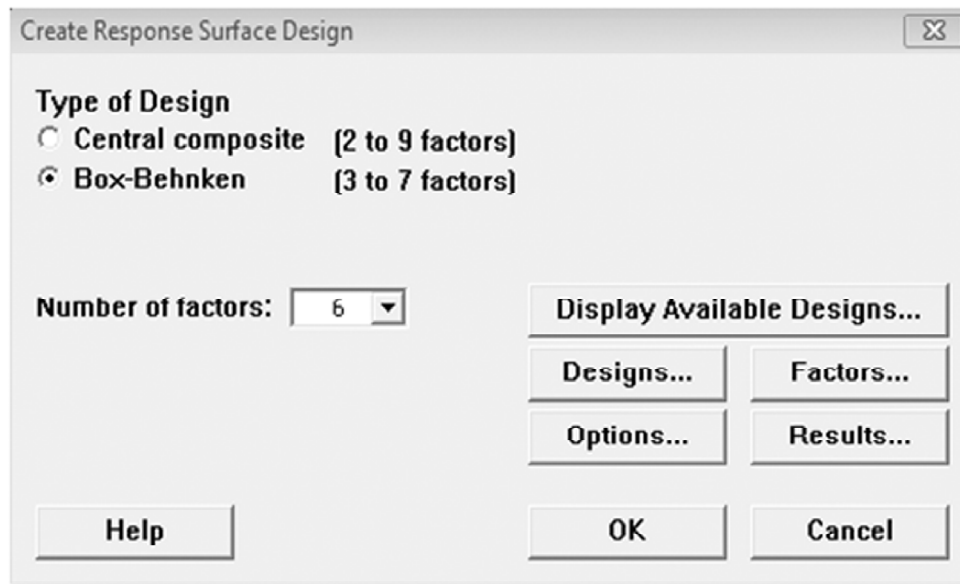 Create Response Surface Design
Type of Design
Central composite (2 to 9 factors)
Box-Behnken (3 to 7 factors)
Number of factors: 6
Display Available Designs...
Designs... Factors...
Options... Results...
Help OK Cancel